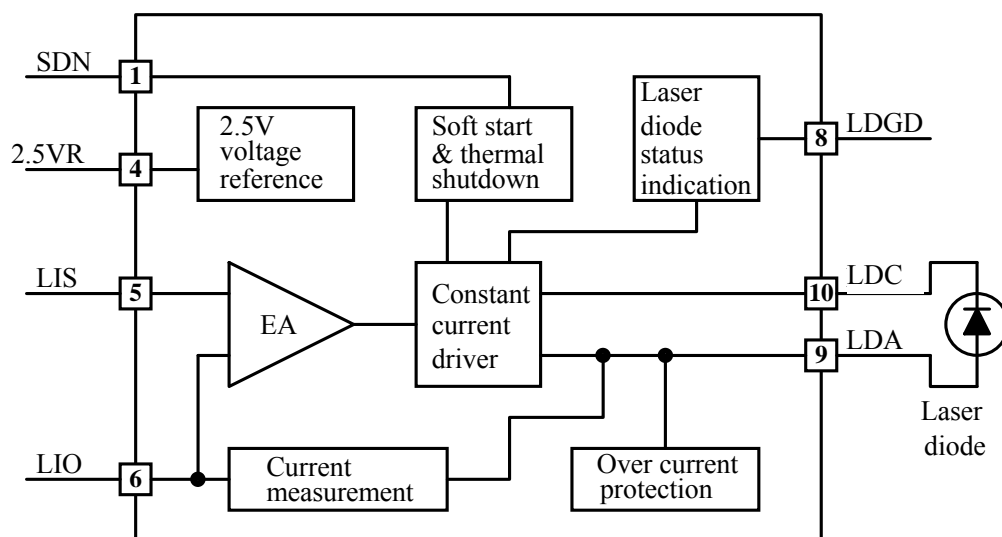 SDN
1
2.5VR
4
2.5V
voltage
reference
Soft start
& thermal
shutdown
Laser
diode
status
indication
8
LDGD
LIS
5
EA
Constant
current
driver
10
LDC
9
LDA
Laser
diode
LIO
6
Current
measurement
Over current
protection